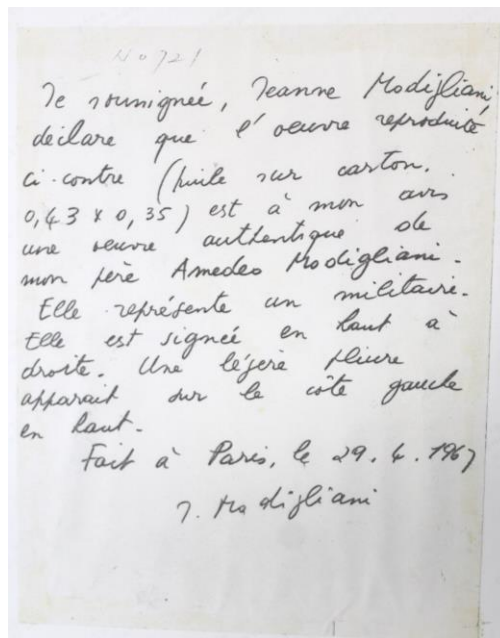 No 721
Je soussignée, Jeanne Modigliani,
déclare que l'oeuvre reproduite
ci-contre (huile sur carton.
0,43 x 0,35) est à mon avis
une oeuvre authentique de
mon père Amedeo Modigliani.
Elle représente un militaire.
Elle est signée en haut à
droite. Une légère pliure
apparait sur le côté gauche
en haut.
Fait à Paris, le 29.4.1967
J. Modigliani